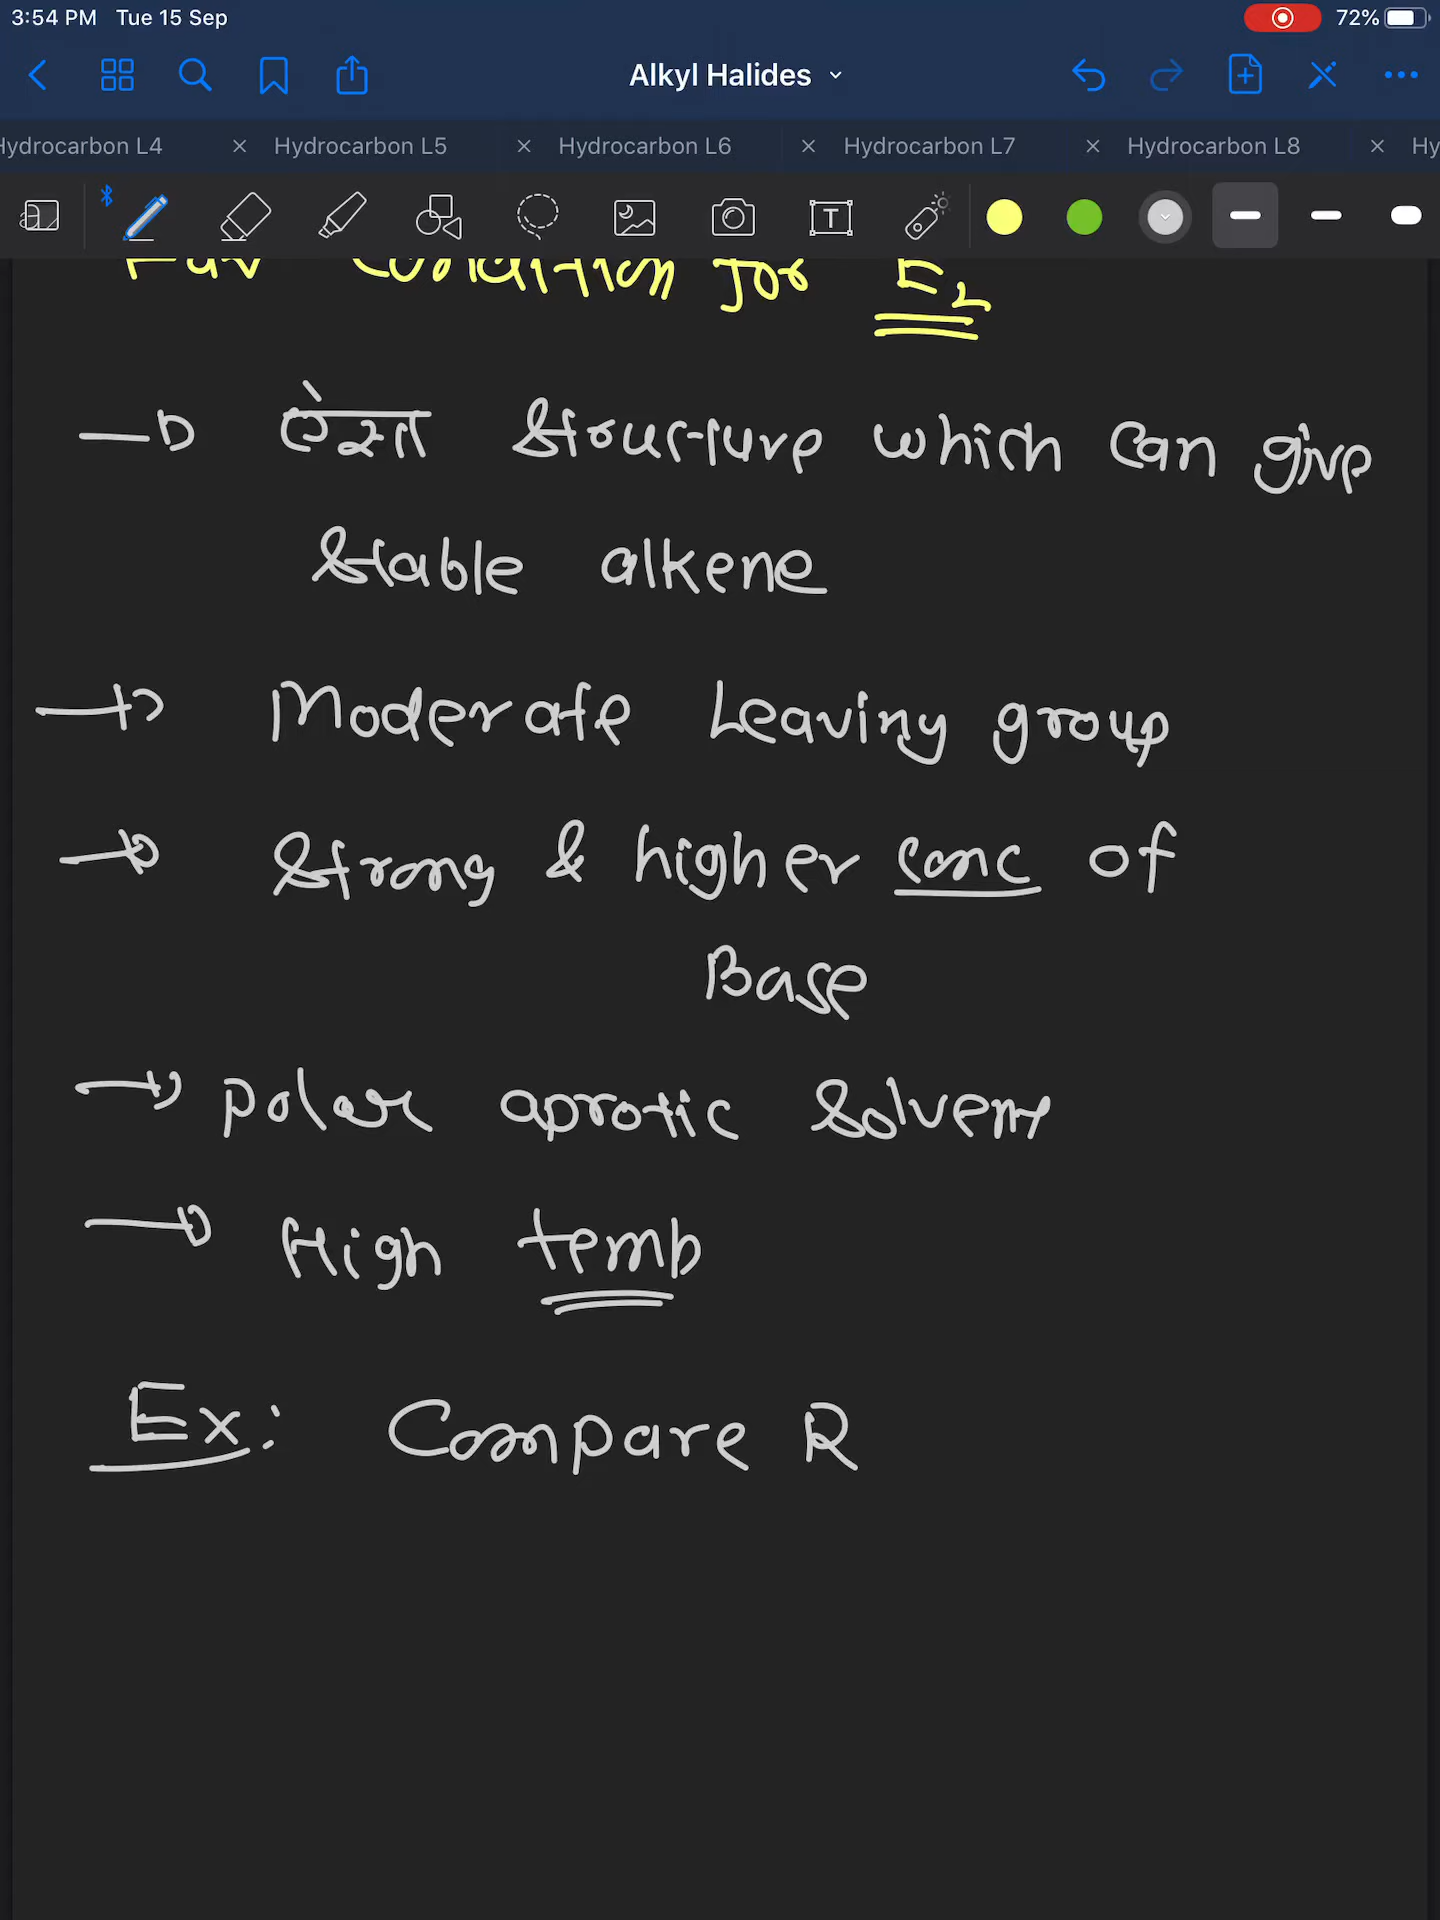 3:54 PM Tue 15 Sep 72%
Alkyl Halides
Hydrocarbon L4 × Hydrocarbon L5 × Hydrocarbon L6 × Hydrocarbon L7 × Hydrocarbon L8 × Hy
Fav Condition for E2
→ ऐसा Structure which can give
Stable alkene
→ Moderate Leaving group
→ Strong & higher conc of
Base
→ polar aprotic Solvent
→ High temp
Ex: Compare R